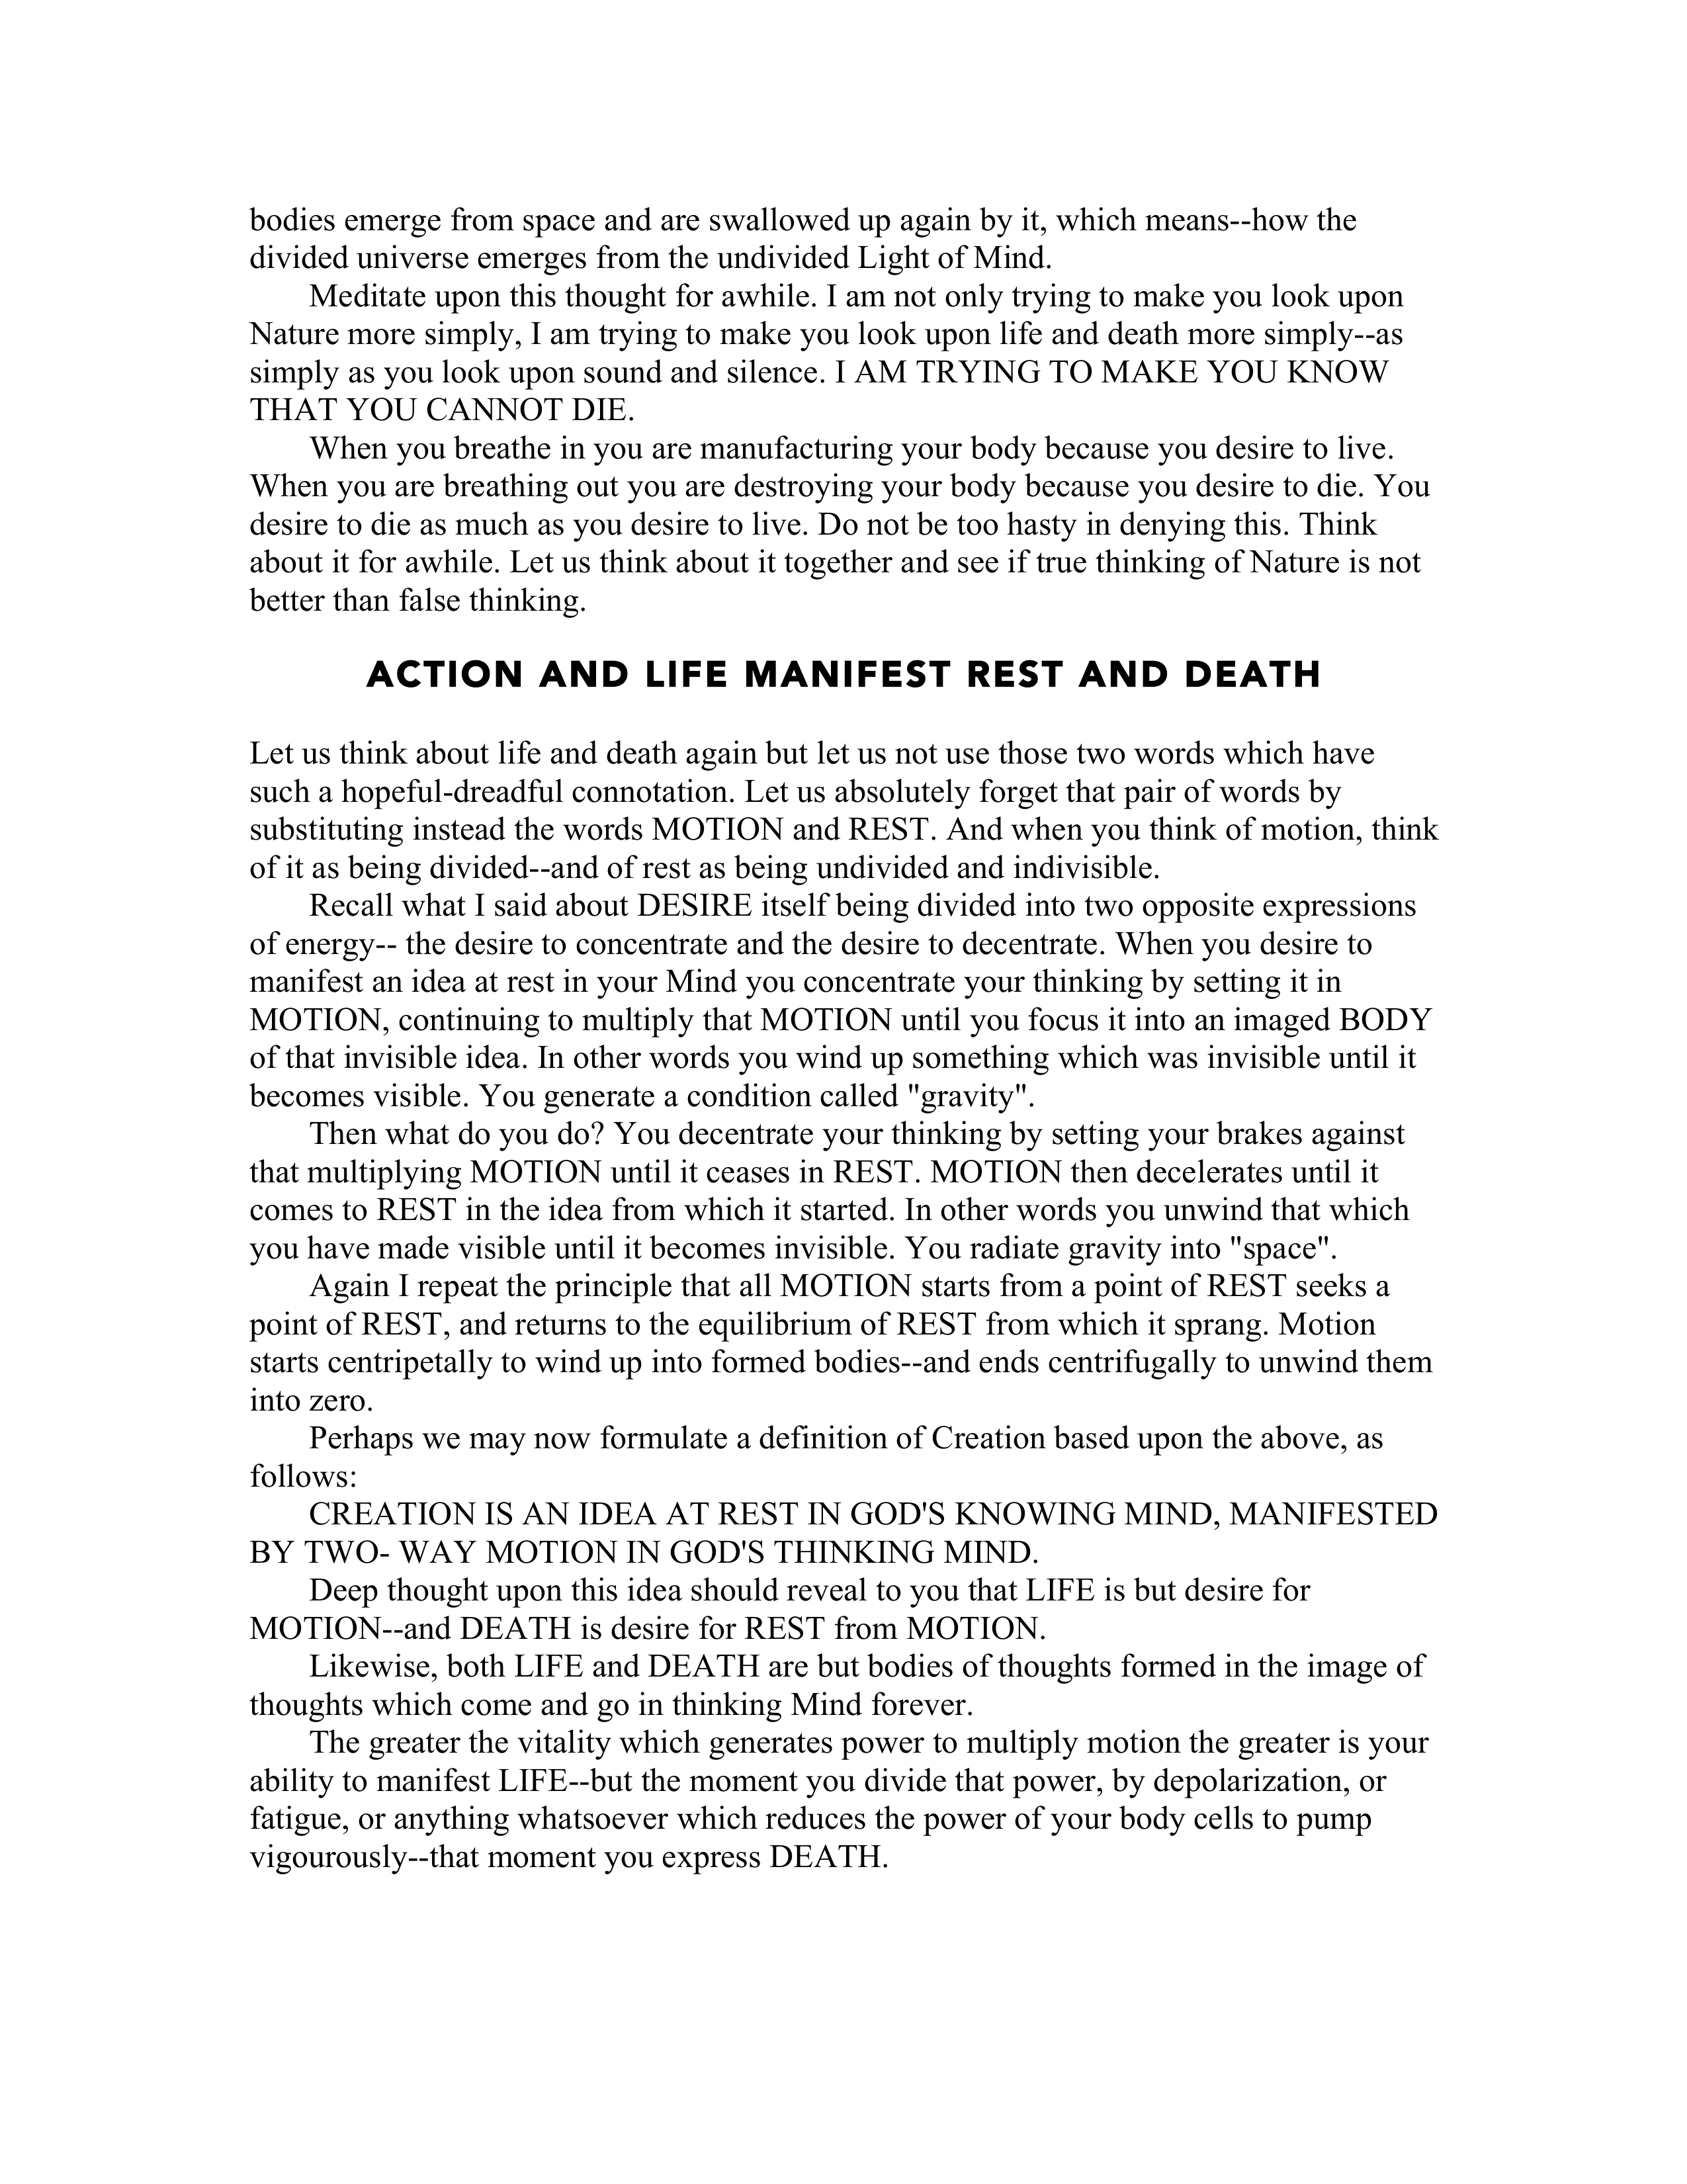 bodies emerge from space and are swallowed up again by it, which means--how the
divided universe emerges from the undivided Light of Mind.
Meditate upon this thought for awhile. I am not only trying to make you look upon
Nature more simply, I am trying to make you look upon life and death more simply--as
simply as you look upon sound and silence. I AM TRYING TO MAKE YOU KNOW
THAT YOU CANNOT DIE.
When you breathe in you are manufacturing your body because you desire to live.
When you are breathing out you are destroying your body because you desire to die. You
desire to die as much as you desire to live. Do not be too hasty in denying this. Think
about it for awhile. Let us think about it together and see if true thinking of Nature is not
better than false thinking.
ACTION AND LIFE MANIFEST REST AND DEATH
Let us think about life and death again but let us not use those two words which have
such a hopeful-dreadful connotation. Let us absolutely forget that pair of words by
substituting instead the words MOTION and REST. And when you think of motion, think
of it as being divided--and of rest as being undivided and indivisible.
Recall what I said about DESIRE itself being divided into two opposite expressions
of energy-- the desire to concentrate and the desire to decentrate. When you desire to
manifest an idea at rest in your Mind you concentrate your thinking by setting it in
MOTION, continuing to multiply that MOTION until you focus it into an imaged BODY
of that invisible idea. In other words you wind up something which was invisible until it
becomes visible. You generate a condition called "gravity".
Then what do you do? You decentrate your thinking by setting your brakes against
that multiplying MOTION until it ceases in REST. MOTION then decelerates until it
comes to REST in the idea from which it started. In other words you unwind that which
you have made visible until it becomes invisible. You radiate gravity into "space".
Again I repeat the principle that all MOTION starts from a point of REST seeks a
point of REST, and returns to the equilibrium of REST from which it sprang. Motion
starts centripetally to wind up into formed bodies--and ends centrifugally to unwind them
into zero.
Perhaps we may now formulate a definition of Creation based upon the above, as
follows:
CREATION IS AN IDEA AT REST IN GOD'S KNOWING MIND, MANIFESTED
BY TWO- WAY MOTION IN GOD'S THINKING MIND.
Deep thought upon this idea should reveal to you that LIFE is but desire for
MOTION--and DEATH is desire for REST from MOTION.
Likewise, both LIFE and DEATH are but bodies of thoughts formed in the image of
thoughts which come and go in thinking Mind forever.
The greater the vitality which generates power to multiply motion the greater is your
ability to manifest LIFE--but the moment you divide that power, by depolarization, or
fatigue, or anything whatsoever which reduces the power of your body cells to pump
vigourously--that moment you express DEATH.